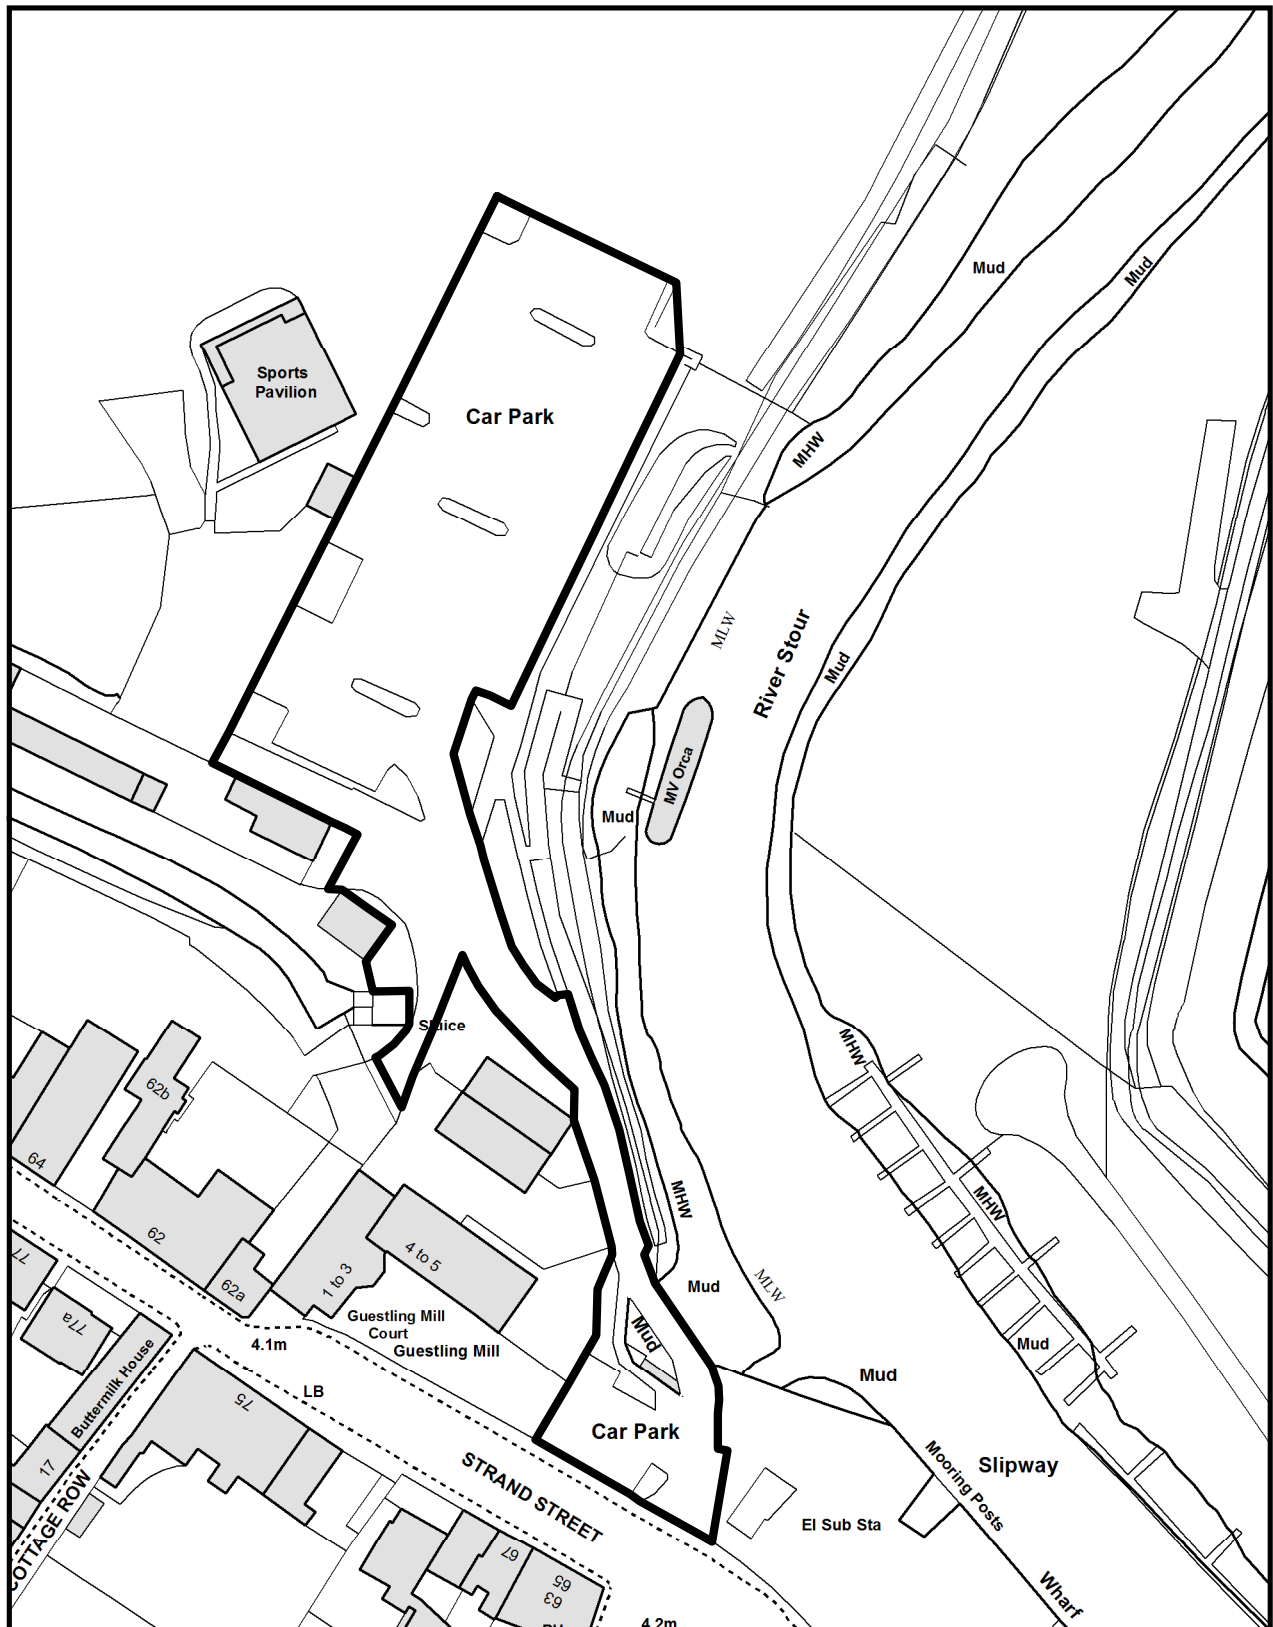 Mud
Mud
Sports
Pavilion
Car Park
MHW
MLW
River Stour
Mud
MV Orca
Mud
Sluice
MHW
62b
64
MHW
MHW
62
4 to 5
1 to 3
62a
77
Mud
MLW
77a
Guestling Mill
Court
Guestling Mill
4.1m
Mud
Mud
Buttermilk House
LB
75
Mud
Car Park
17
STRAND STREET
Mooring Posts
Slipway
COTTAGE ROW
El Sub Sta
67
65
63
Wharf
PH
4.2m